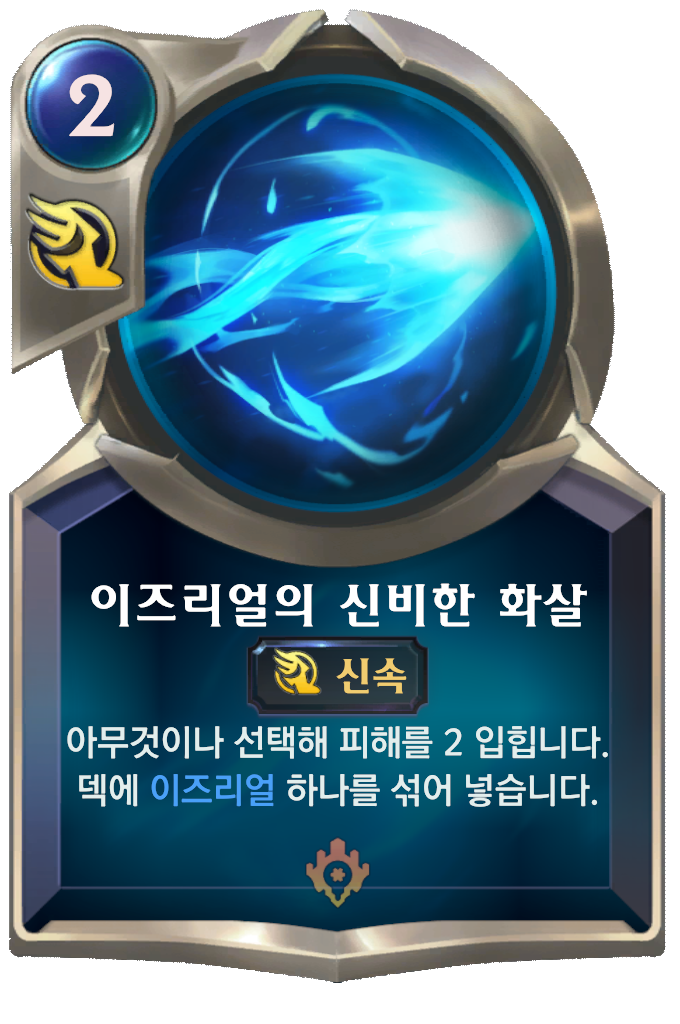 2
이즈리얼의 신비한 화살
신속
아무것이나 선택해 피해를 2 입힙니다.
덱에 이즈리얼 하나를 섞어 넣습니다.